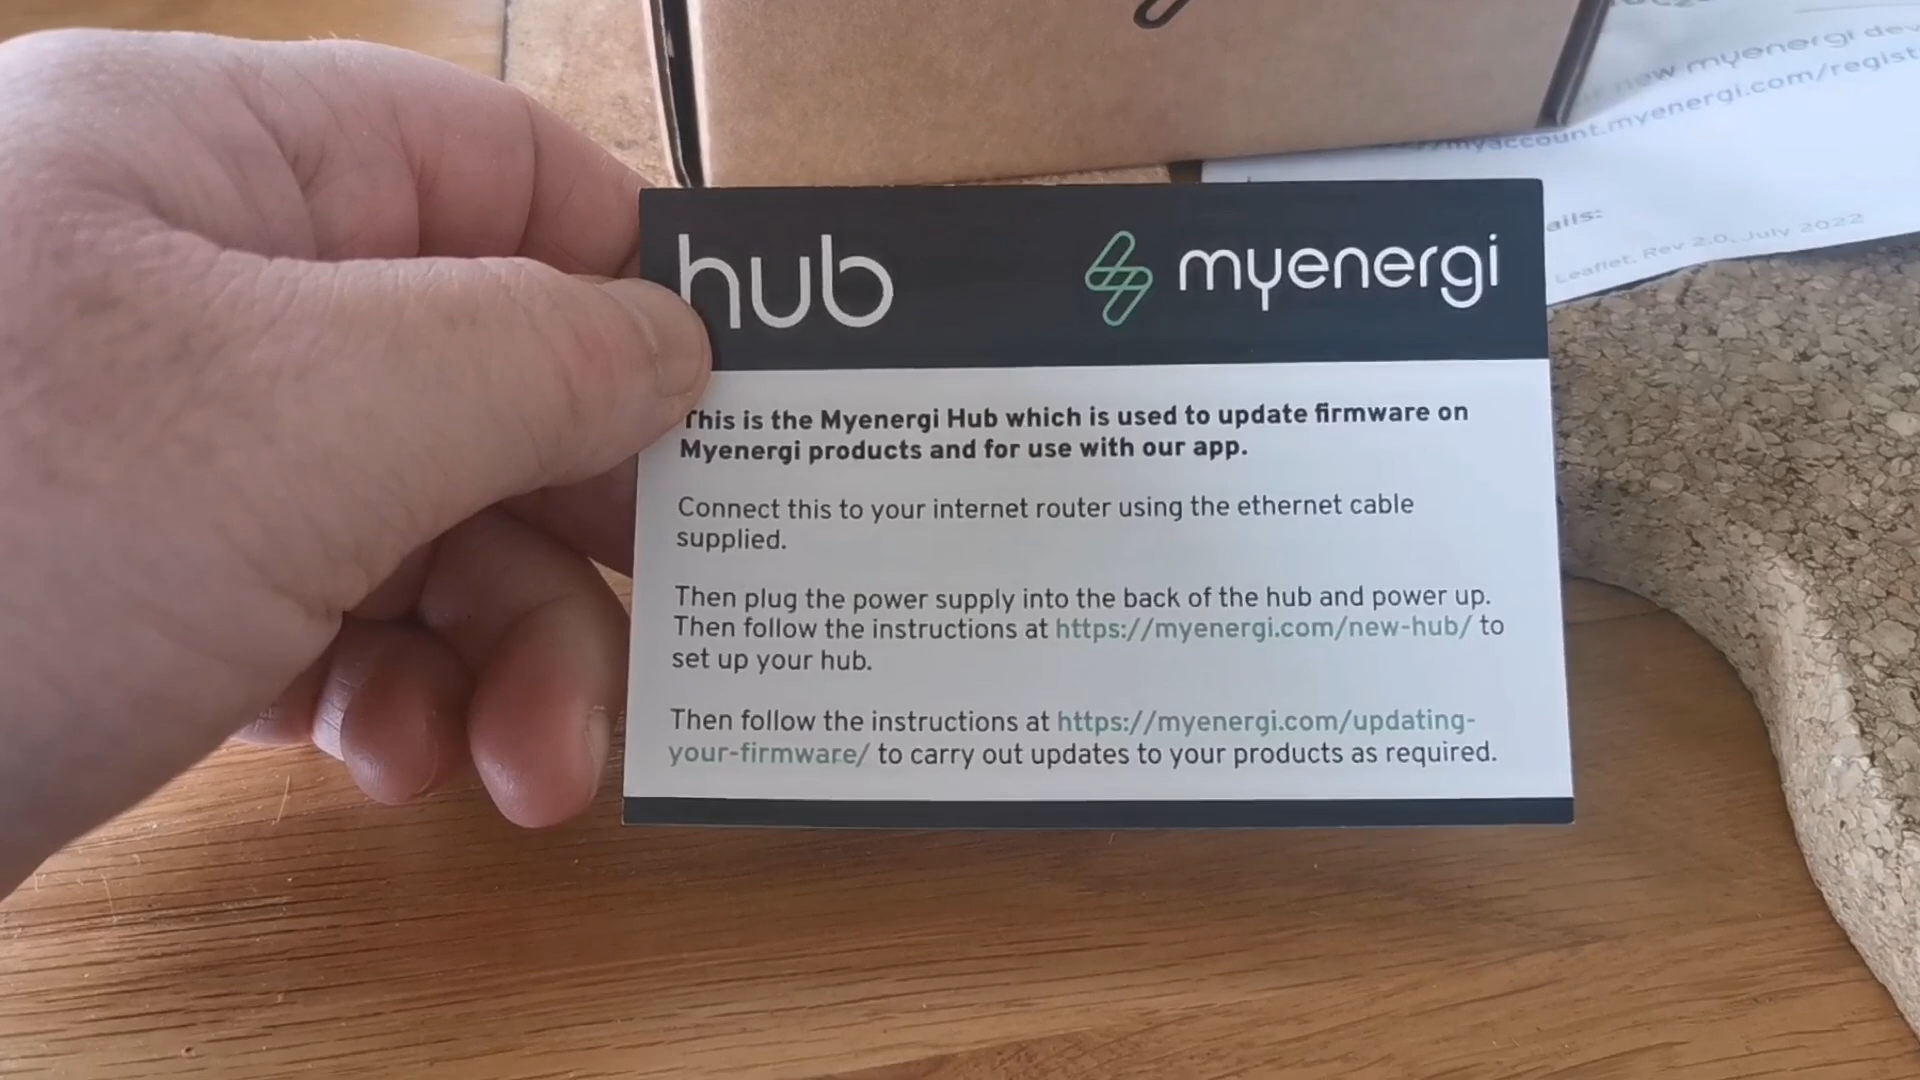 new myenergi
myaccount.myenergi.com/regist
ails:
Leaflet, Rev 2.0, July 2022
hub myenergi
This is the Myenergi Hub which is used to update firmware on
Myenergi products and for use with our app.
Connect this to your internet router using the ethernet cable
supplied.
Then plug the power supply into the back of the hub and power up.
Then follow the instructions at https://myenergi.com/new-hub/ to
set up your hub.
Then follow the instructions at https://myenergi.com/updating-
your-firmware/ to carry out updates to your products as required.